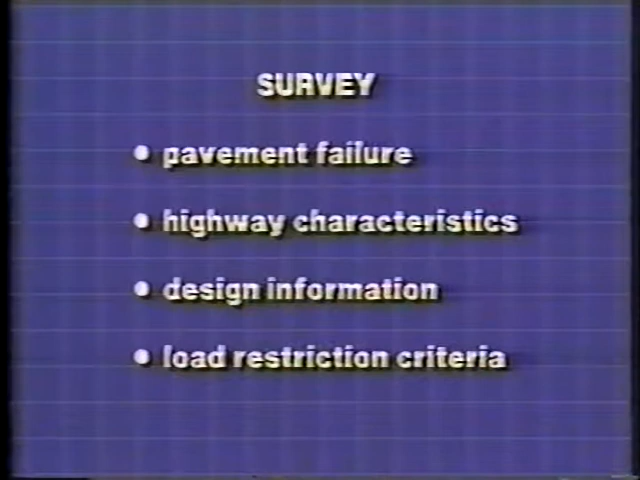 SURVEY
• pavement failure
• highway characteristics
• design information
• load restriction criteria